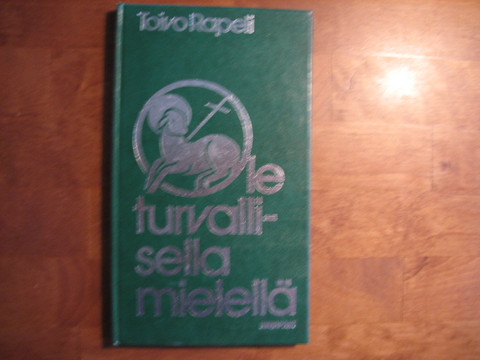 Toivo Rapeli
Ole
turvalli-
sella
mielellä